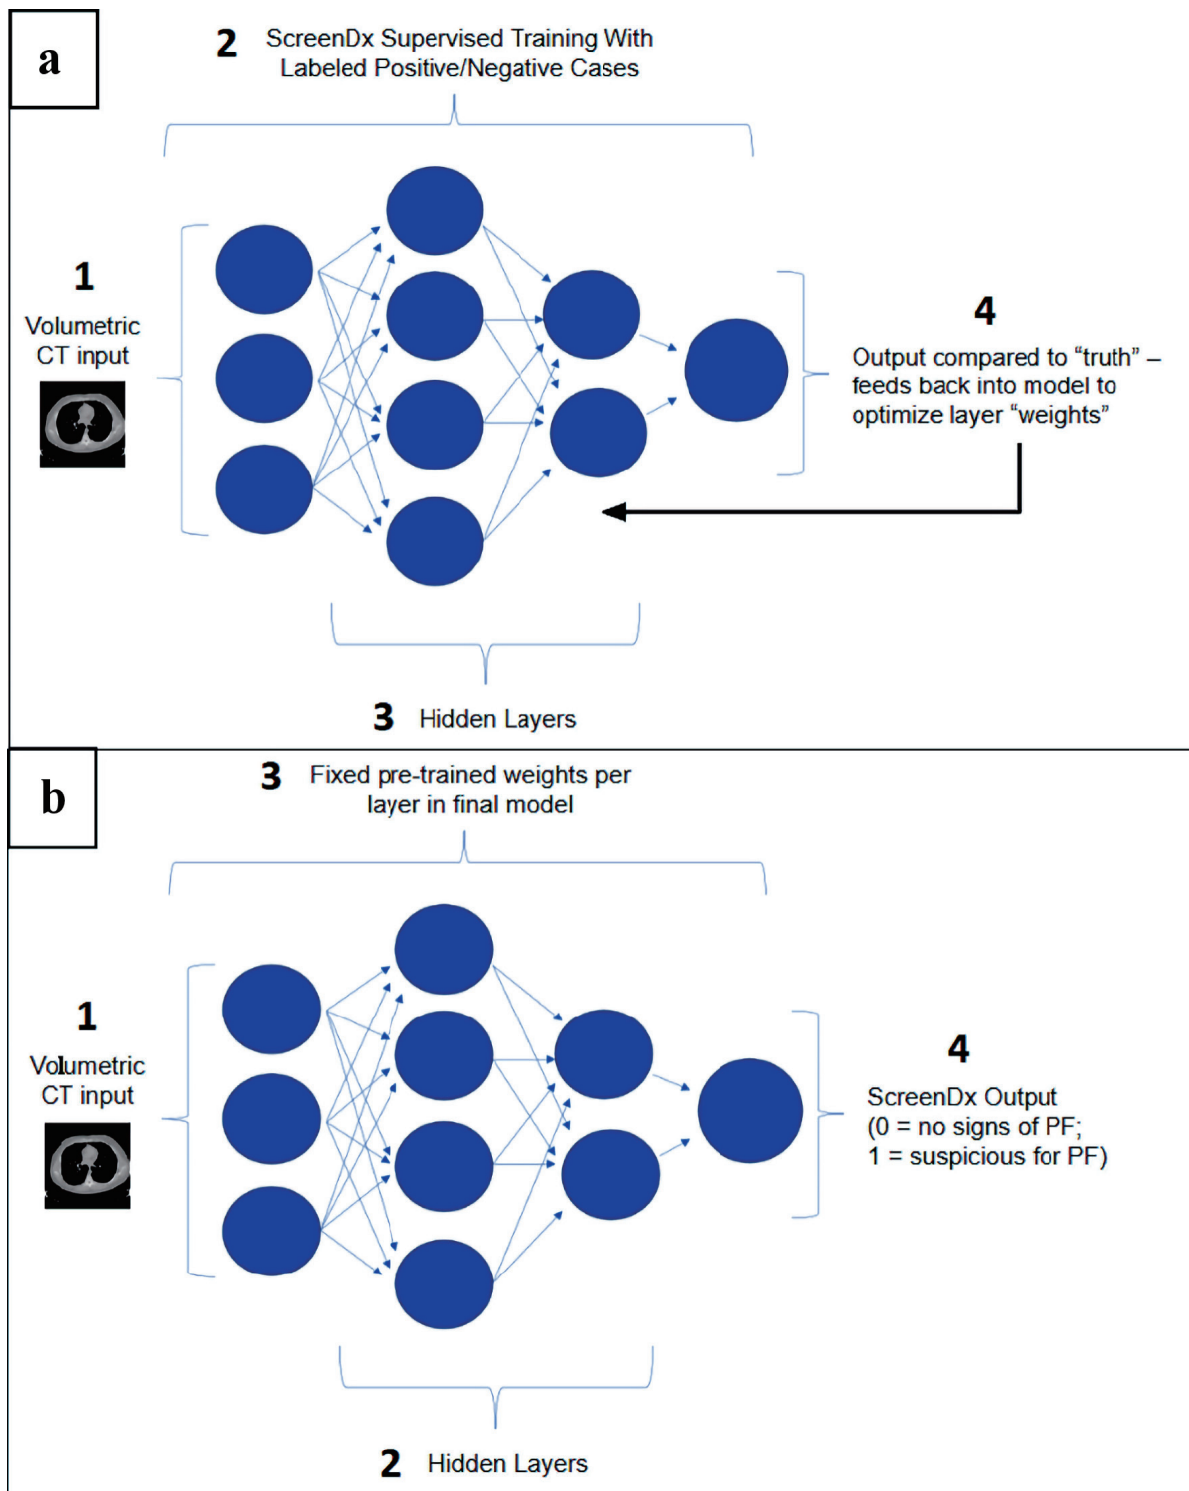 a
2 ScreenDx Supervised Training With
Labeled Positive/Negative Cases
1
Volumetric
CT input
4
Output compared to “truth” –
feeds back into model to
optimize layer “weights”
3 Hidden Layers
b
3 Fixed pre-trained weights per
layer in final model
1
Volumetric
CT input
4
ScreenDx Output
(0 = no signs of PF;
1 = suspicious for PF)
2 Hidden Layers